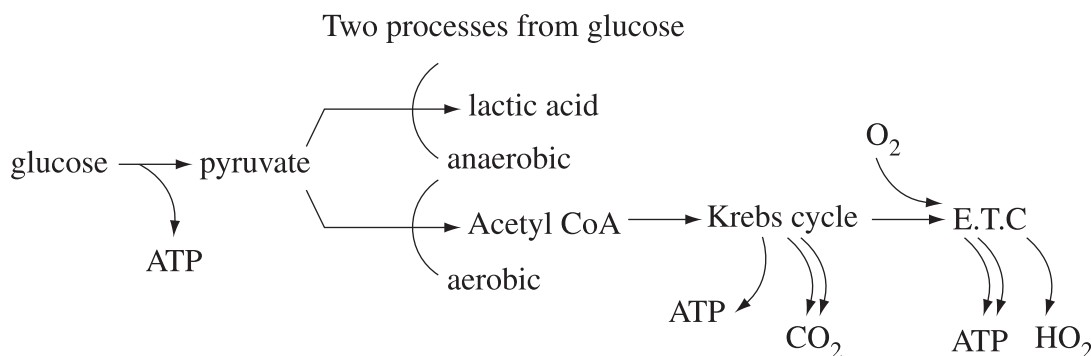 Two processes from glucose
lactic acid
O₂
glucose pyruvate anaerobic
Acetyl CoA Krebs cycle E.T.C
ATP
aerobic
ATP
CO₂ ATP HO₂